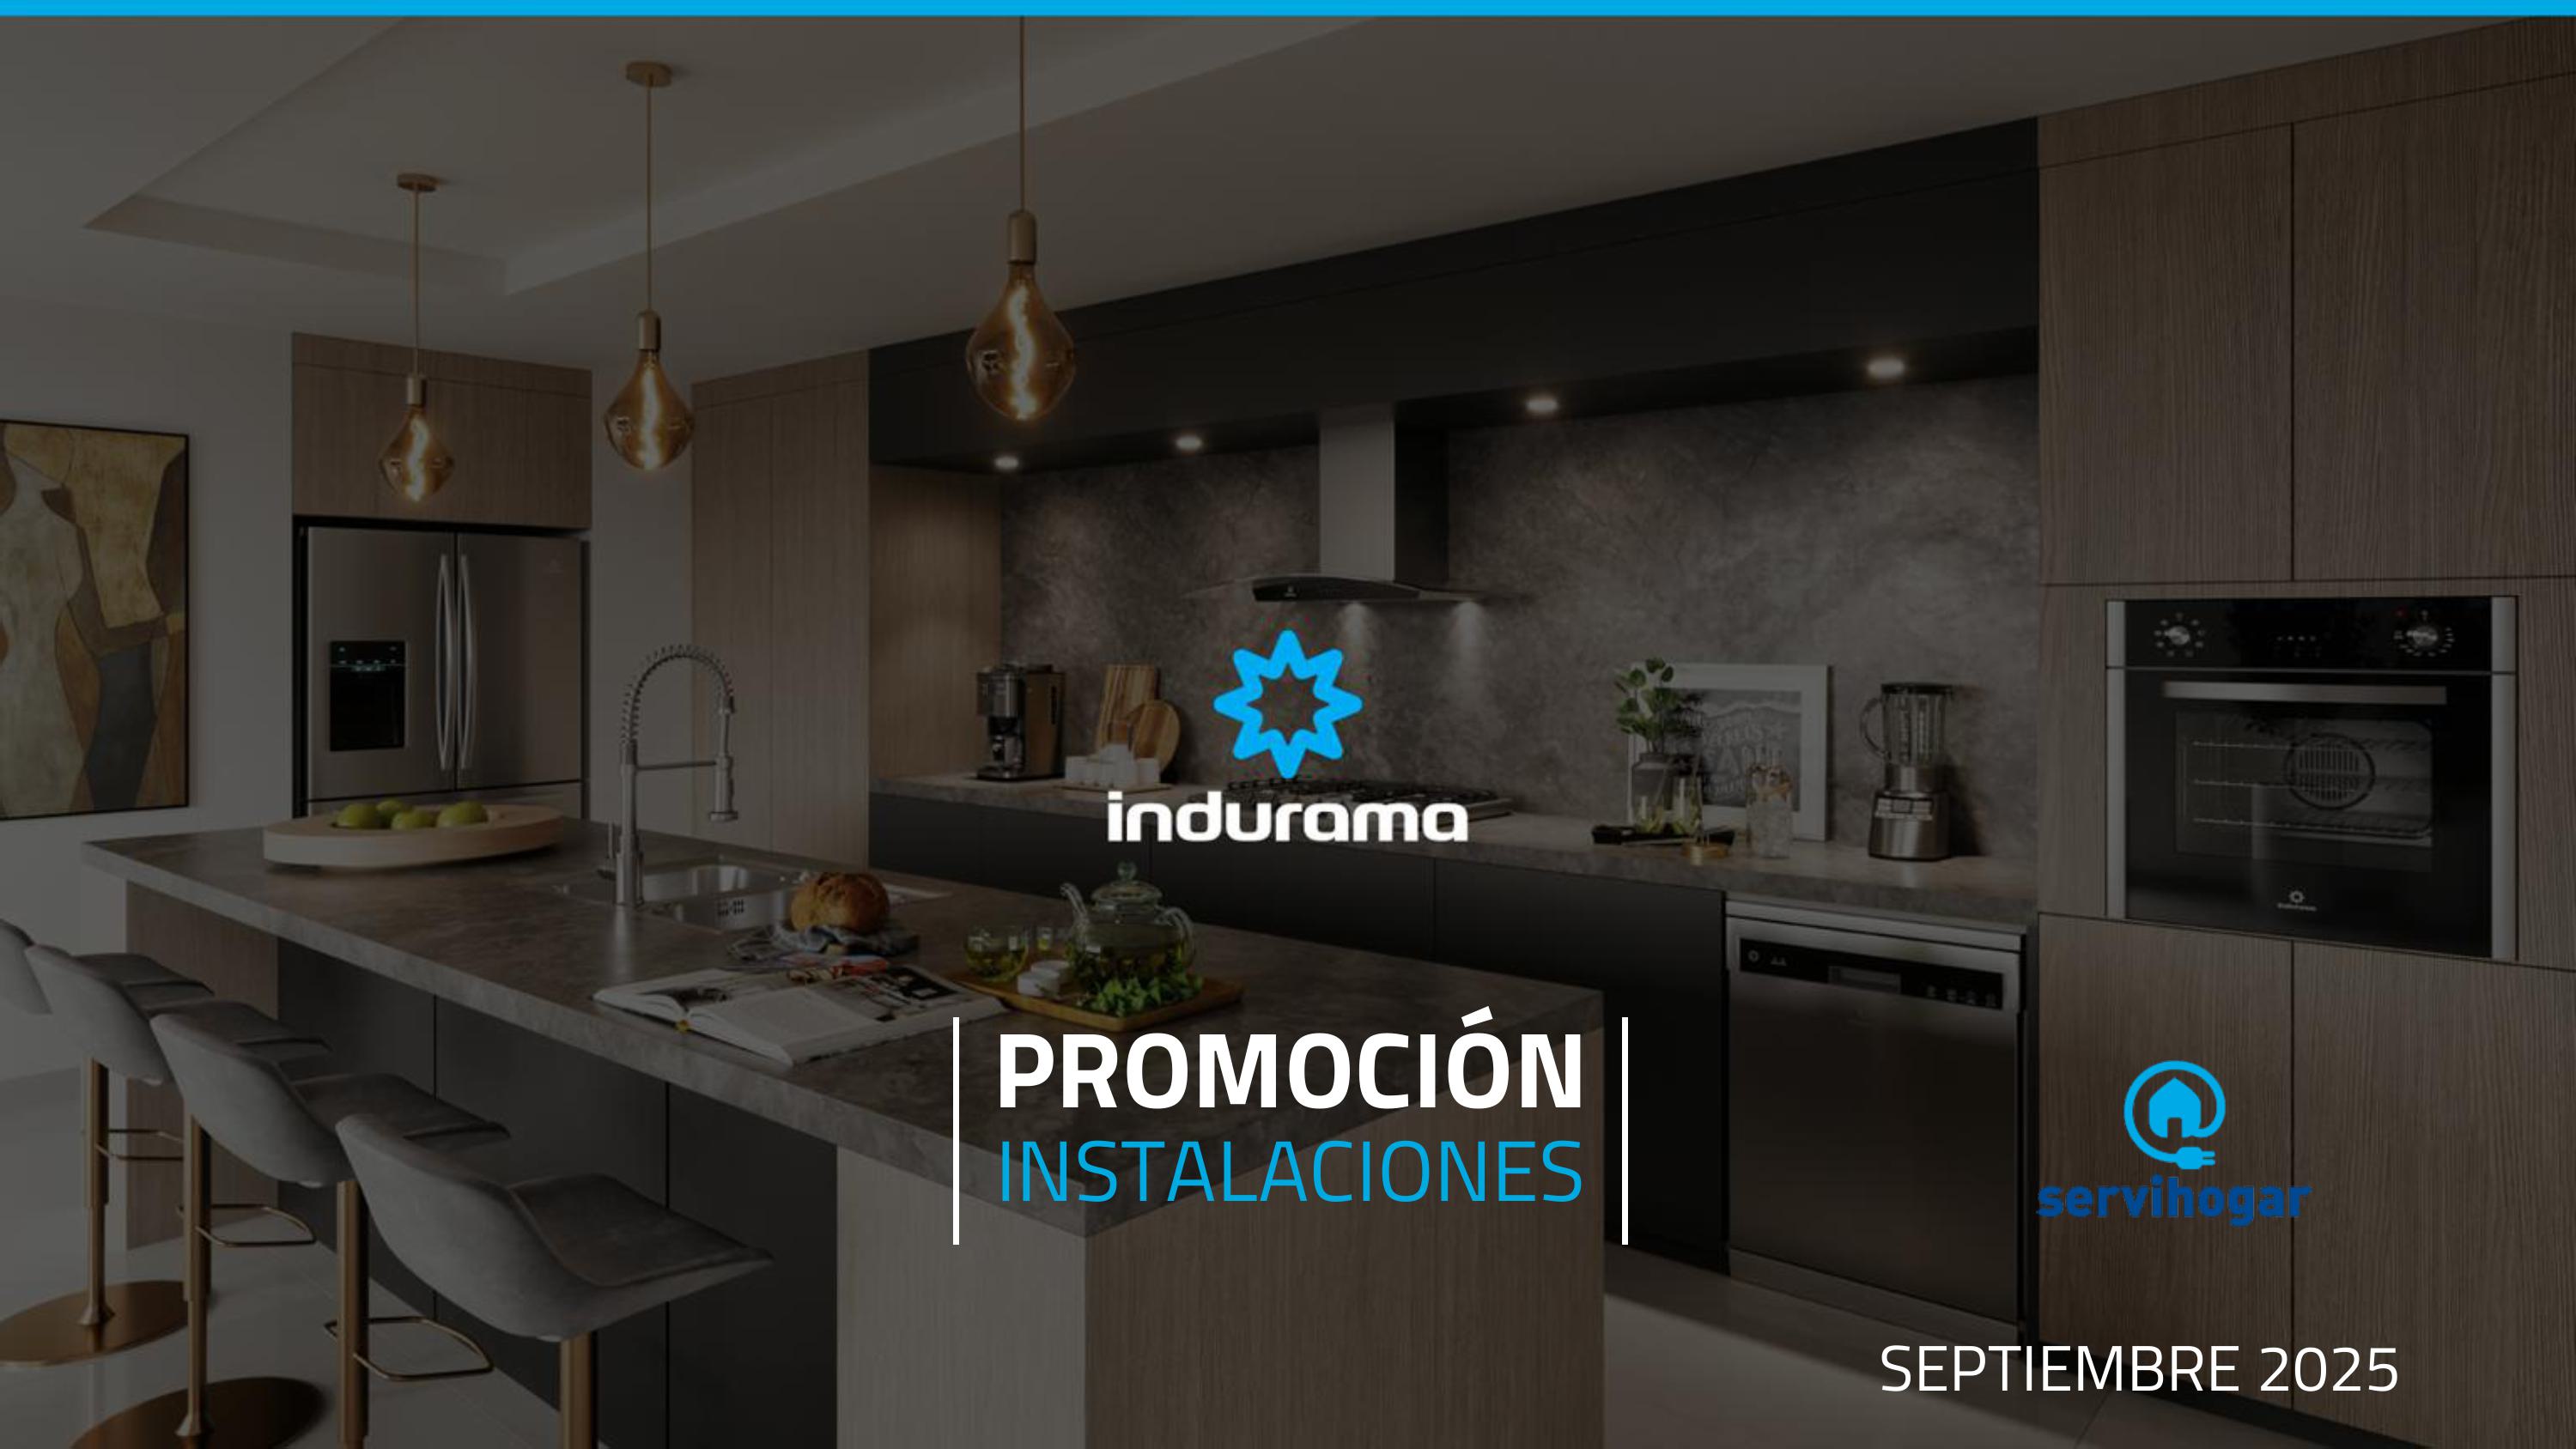 indurama
PROMOCIÓN
INSTALACIONES
servihogar
SEPTIEMBRE 2025